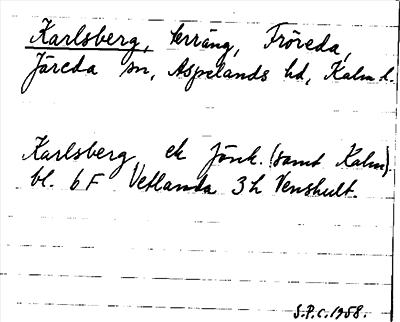 Karlsberg, terräng, Fröreda,
Järeda sn, Aspelands hd, Kalm. l.
Karlsberg ek Jönk. (samt Kalm).
bl. 6 F Vetlanda 3 h Venshult.
S.P.C. 1958.